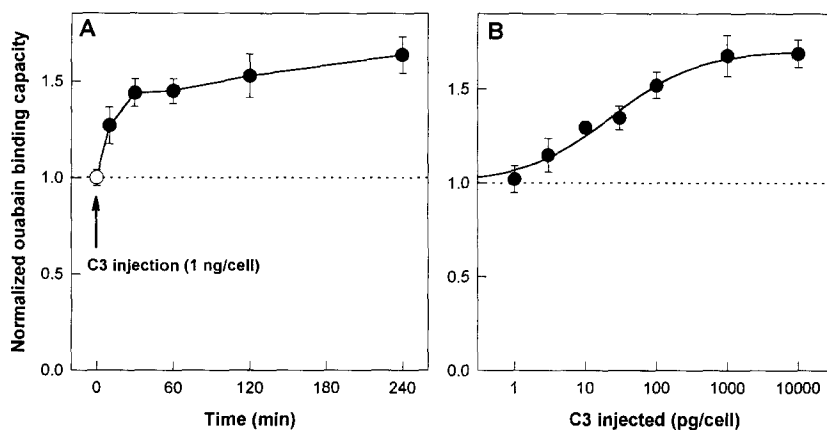 A
B
Normalized ouabain binding capacity
1.5
1.0
0.5
0.0
C3 injection (1 ng/cell)
0 60 120 180 240
Time (min)
1.5
1.0
0.5
0.0
1 10 100 1000 10000
C3 injected (pg/cell)